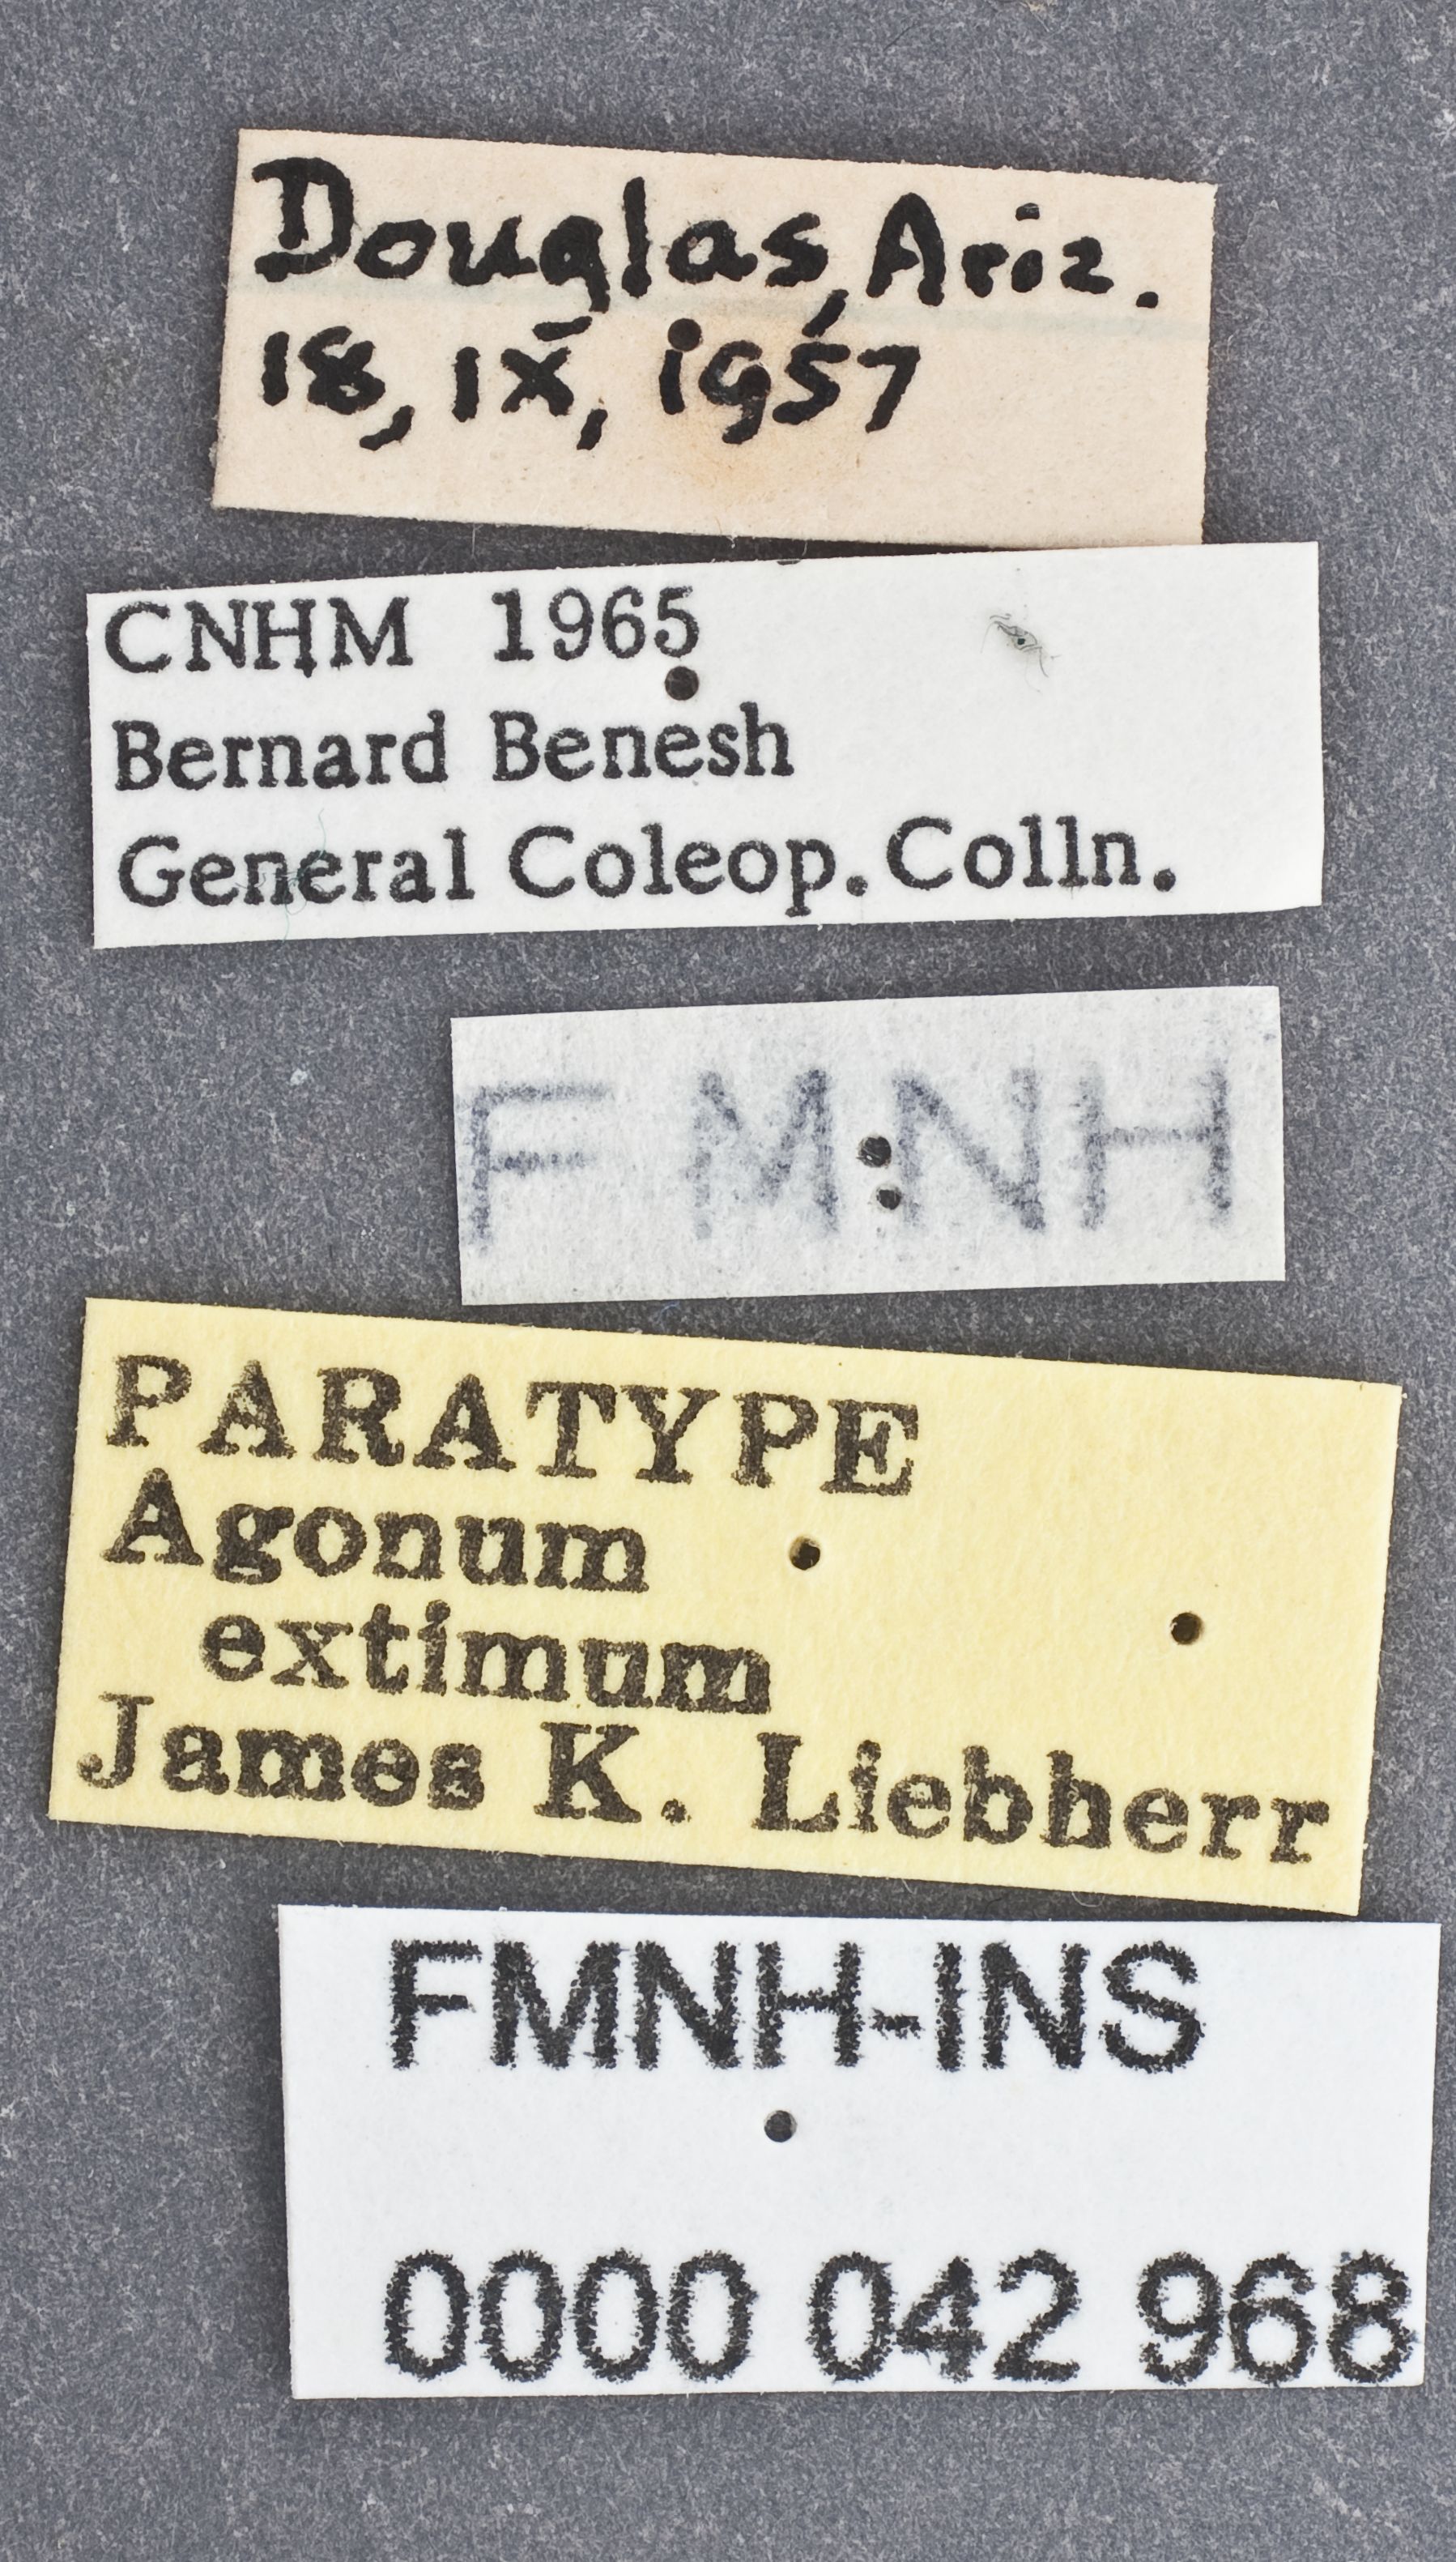 Douglas, Ariz.
18, IX, 1957
CNHM 1965
Bernard Benesh
General Coleop. Colln.
FMNH
PARATYPE
Agonum
extimum
James K. Liebherr
FMNH-INS
0000 042 968